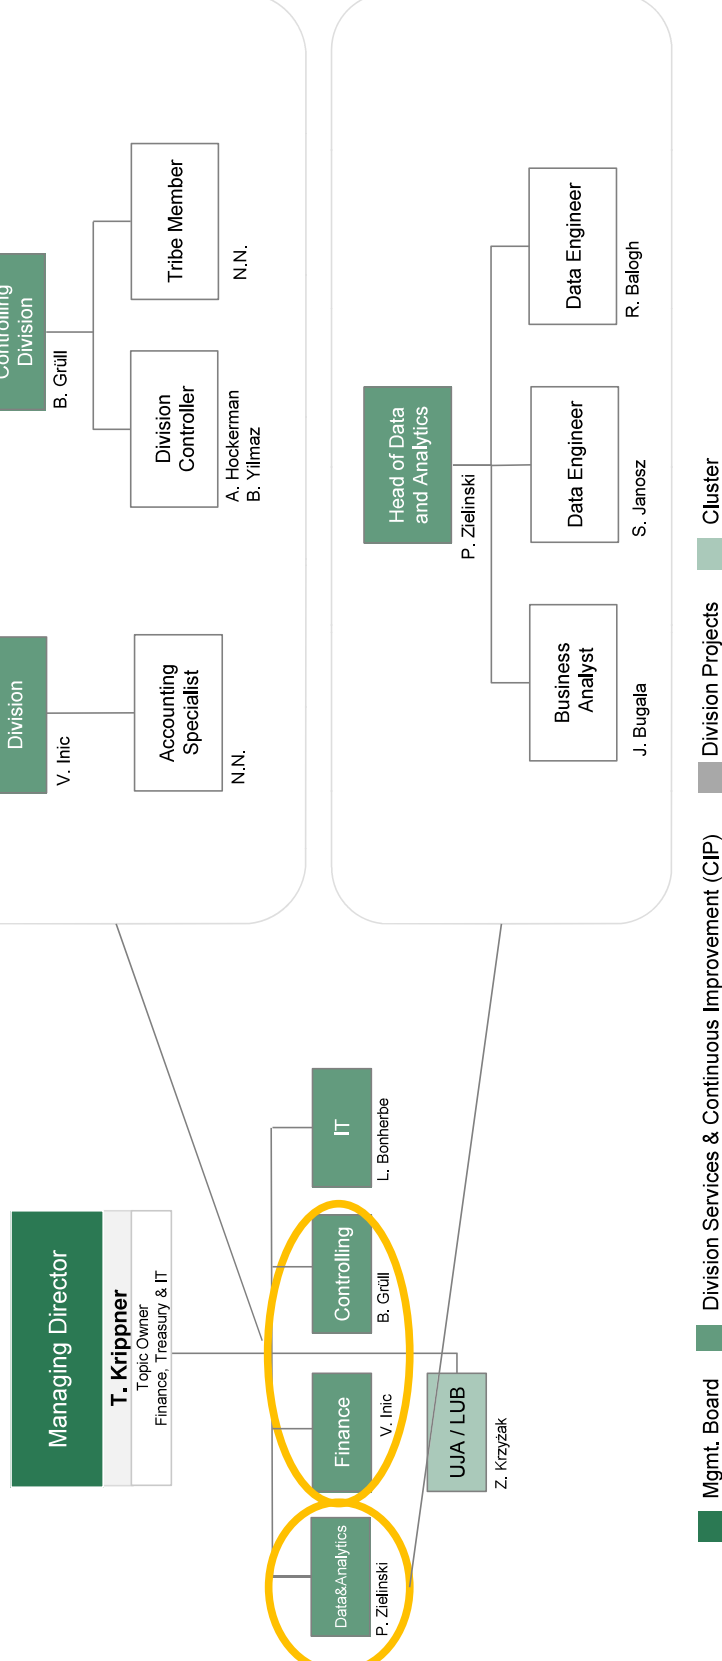 Managing Director
T. Krippner
Topic Owner
Finance, Treasury & IT
Data&Analytics
P. Zielinski
Finance
V. Inic
Controlling
B. Grüll
IT
L. Bonherbe
UJA / LUB
Z. Krzyżak
Division
V. Inic
Accounting
Specialist
N.N.
Controlling
Division
B. Grüll
Division
Controller
A. Hockerman
B. Yilmaz
Tribe Member
N.N.
Head of Data
and Analytics
P. Zielinski
Business
Analyst
J. Bugala
Data Engineer
S. Janosz
Data Engineer
R. Balogh
Mgmt. Board
Division Services & Continuous Improvement (CIP)
Division Projects
Cluster